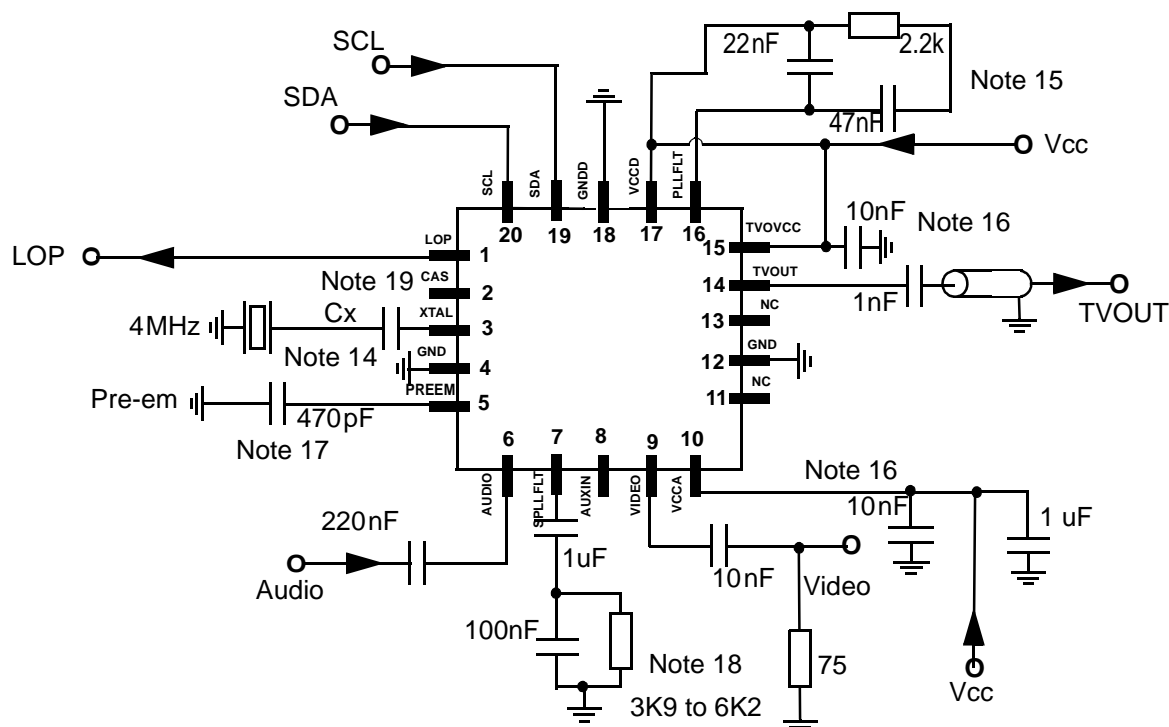 SCL
22nF
2.2k
Note 15
SDA
47nF
Vcc
SCL
SDA
GNDD
VCCD
PLLFLT
20
19
18
17
16
LOP
LOP
1
15
TVOVCC
10nF
Note 16
Note 19
CAS
2
14
TVOUT
1nF
TVOUT
4MHz
Cx
XTAL
3
13
NC
Note 14
GND
4
12
GND
Pre-em
PREEM
5
11
NC
470pF
Note 17
6
7
8
9
10
AUDIO
SPLLFLT
AUXIN
VIDEO
VCCA
Note 16
220nF
10nF
1 uF
Audio
1uF
10nF
Video
100nF
Note 18
3K9 to 6K2
75
Vcc